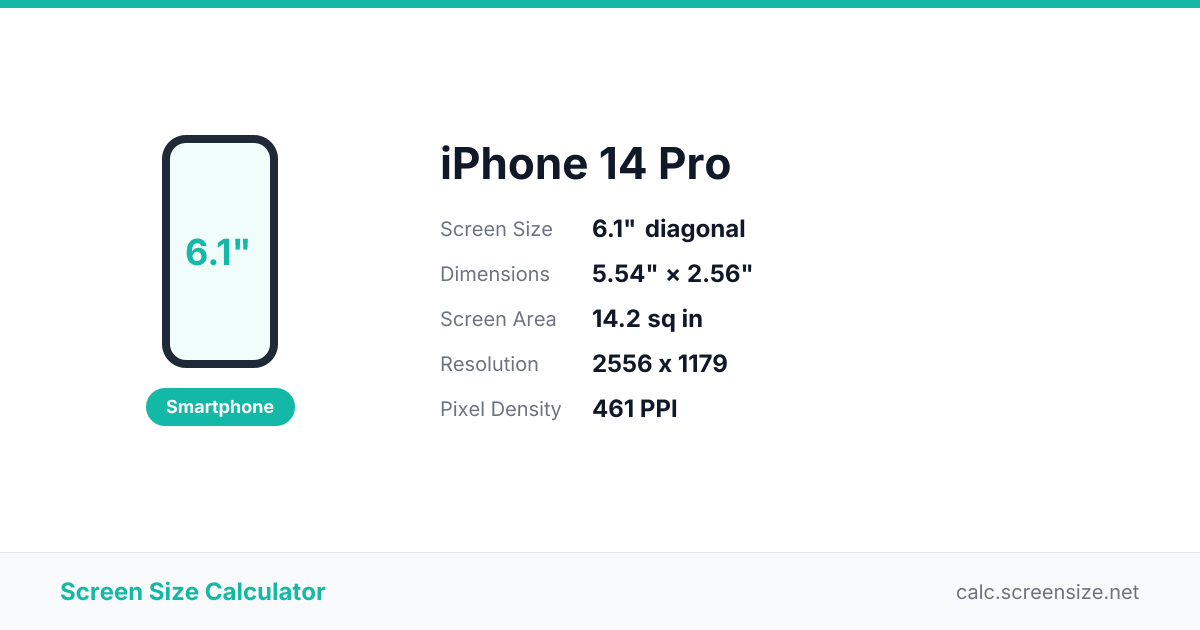 iPhone 14 Pro
6.1"
Screen Size 6.1" diagonal
Dimensions 5.54" × 2.56"
Screen Area 14.2 sq in
Resolution 2556 x 1179
Pixel Density 461 PPI
Smartphone
Screen Size Calculator
calc.screensize.net